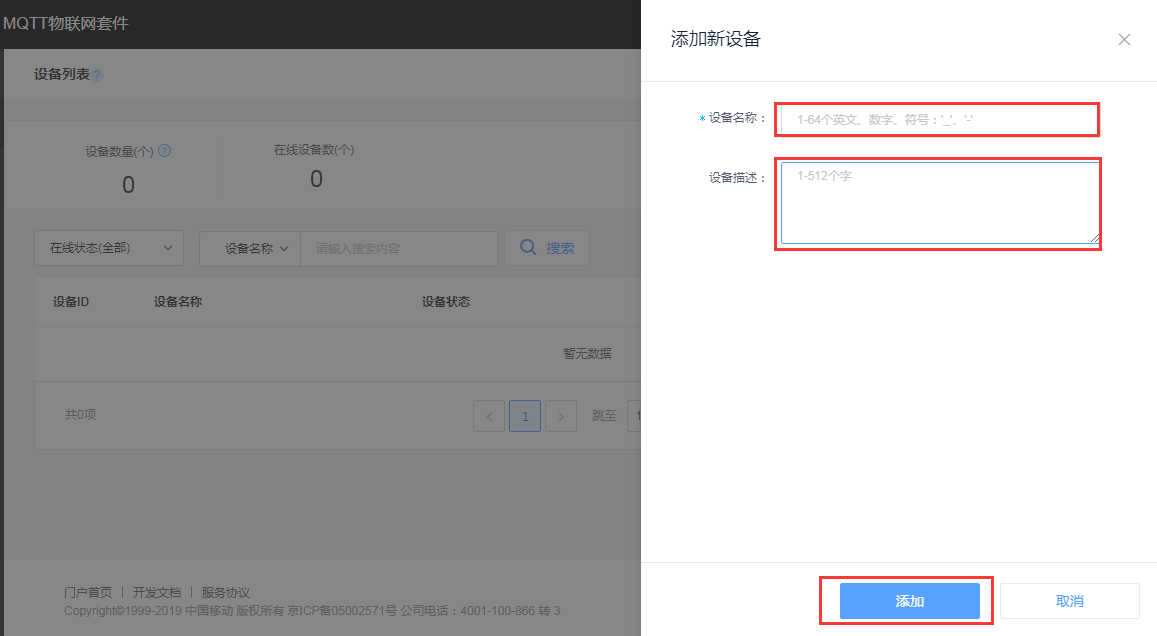 MQTT物联网套件
设备列表 ?
设备数量(个) ?
0
在线设备数(个)
0
在线状态(全部)
设备名称
请输入搜索内容
搜索
设备ID 设备名称 设备状态
暂无数据
共0项
< 1 > 跳至 1
门户首页 | 开发文档 | 服务协议
Copyright©1999-2019 中国移动 版权所有 京ICP备05002571号 公司电话：4001-100-866 转 3
添加新设备
* 设备名称：
1-64个英文、数字、符号：'_'、'-'
设备描述：
1-512个字
添加
取消